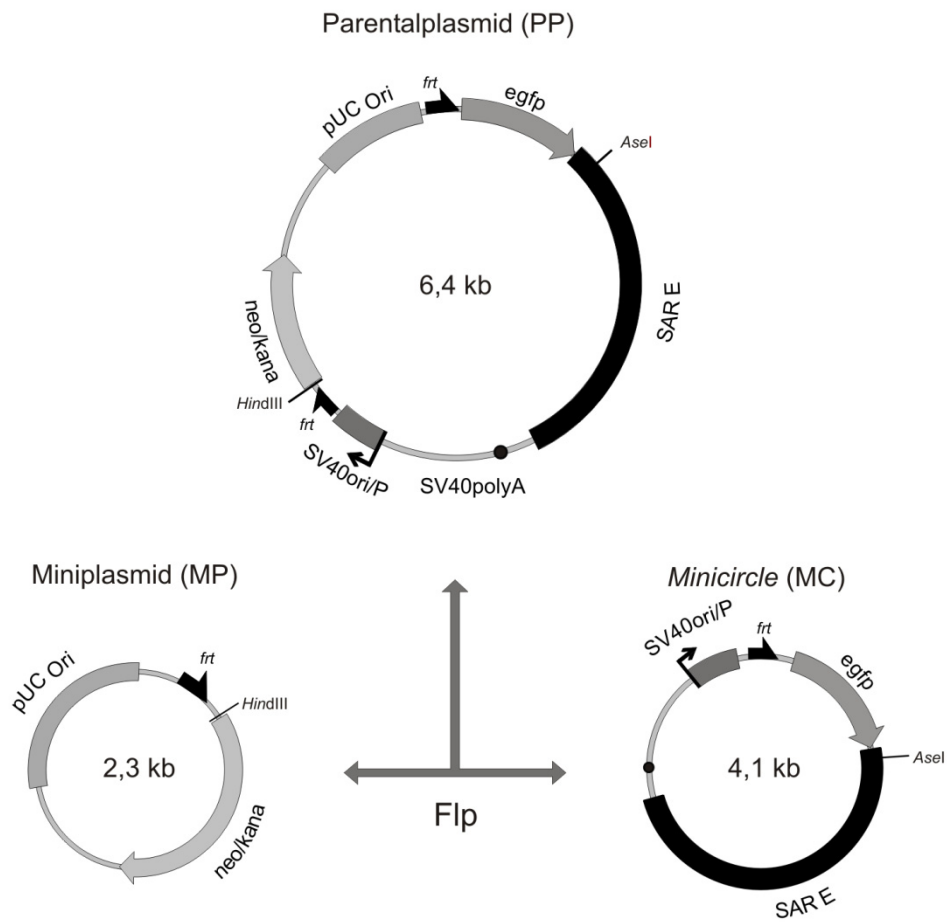 Parentalplasmid (PP)
frt
egfp
pUC Ori
AseI
6,4 kb
SAR E
neo/kana
HindIII
frt
SV40ori/P
SV40polyA
Miniplasmid (MP)
Minicircle (MC)
SV40ori/P
frt
pUC Ori
frt
egfp
HindIII
2,3 kb
4,1 kb
AseI
Flp
neo/kana
SAR E